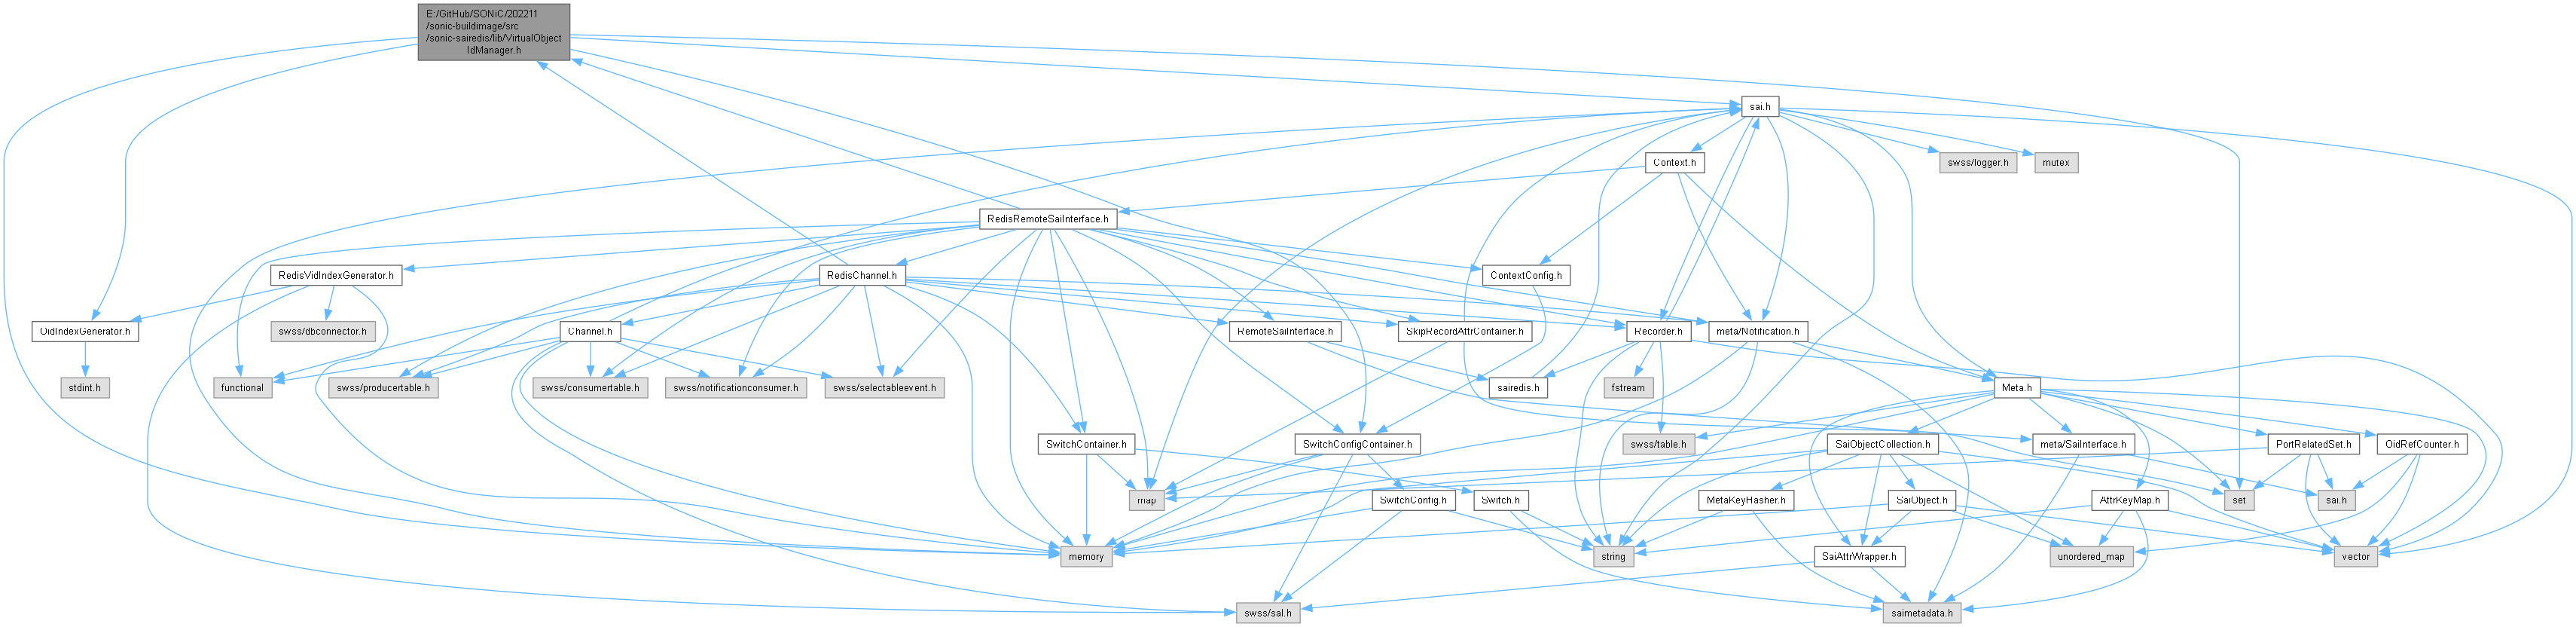 E:/GitHub/SONiC/202211
/sonic-buildimage/src
/sonic-sairedis/lib/VirtualObject
IdManager.h
sai.h
Context.h
swss/logger.h
mutex
RedisRemoteSaiInterface.h
RedisVidIndexGenerator.h
RedisChannel.h
ContextConfig.h
OidIndexGenerator.h
swss/dbconnector.h
Channel.h
RemoteSaiInterface.h
SkipRecordAttrContainer.h
Recorder.h
meta/Notification.h
stdint.h
functional
swss/producertable.h
swss/consumertable.h
swss/notificationconsumer.h
swss/selectableevent.h
sairedis.h
fstream
Meta.h
SwitchContainer.h
SwitchConfigContainer.h
swss/table.h
SaiObjectCollection.h
meta/SaiInterface.h
PortRelatedSet.h
OidRefCounter.h
map
SwitchConfig.h
Switch.h
MetaKeyHasher.h
SaiObject.h
AttrKeyMap.h
set
sai.h
memory
string
SaiAttrWrapper.h
unordered_map
vector
swss/sal.h
saimetadata.h